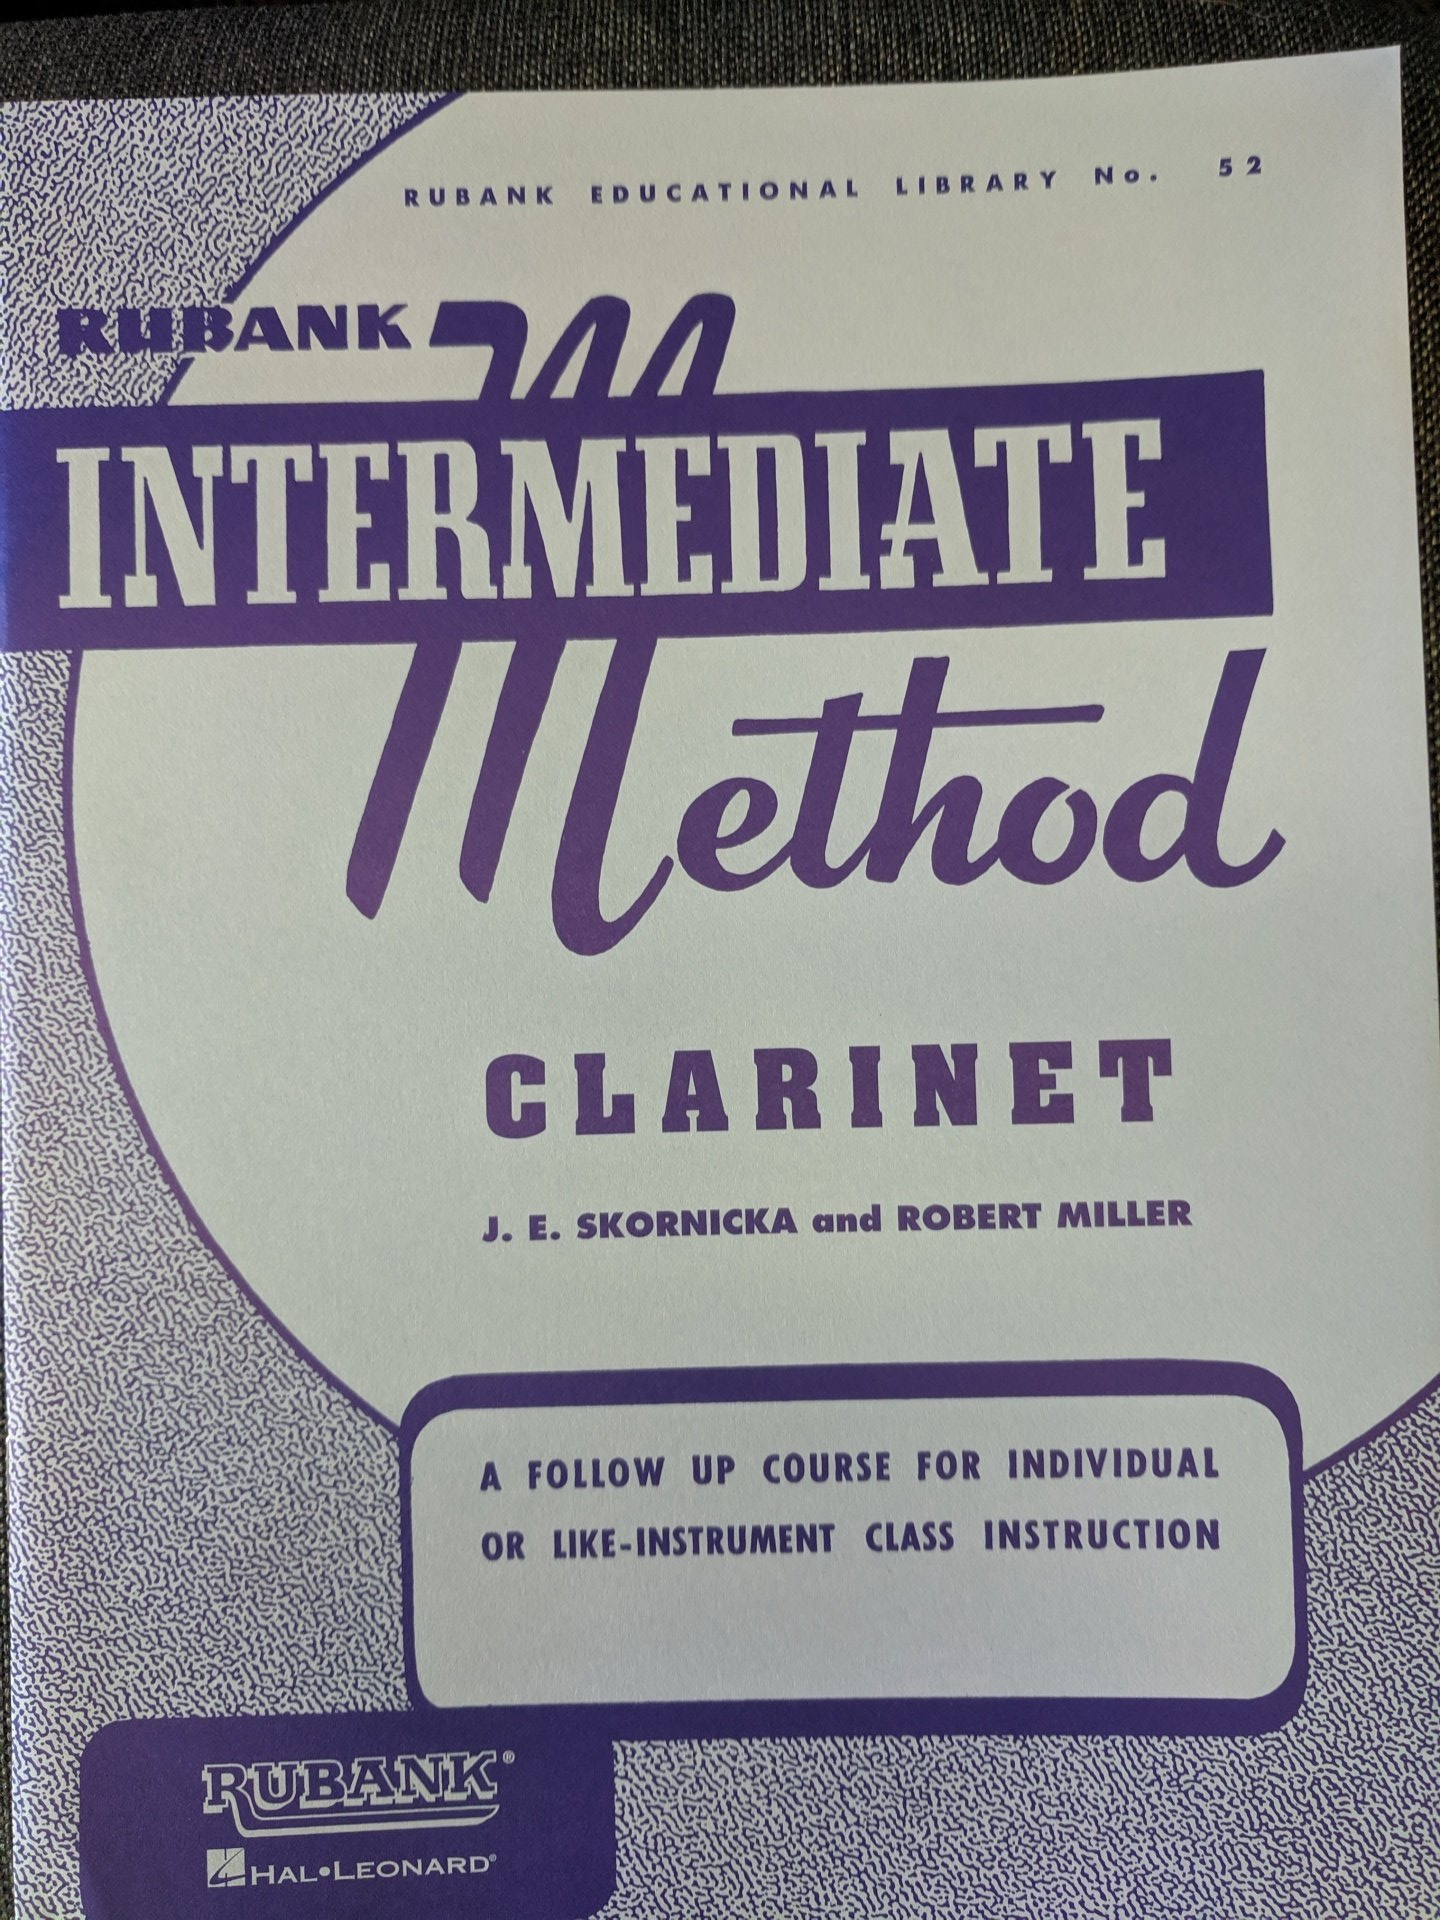 RUBANK EDUCATIONAL LIBRARY No. 52
RUBANK
INTERMEDIATE
Method
CLARINET
J. E. SKORNICKA and ROBERT MILLER
A FOLLOW UP COURSE FOR INDIVIDUAL
OR LIKE-INSTRUMENT CLASS INSTRUCTION
RUBANK®
HAL•LEONARD®